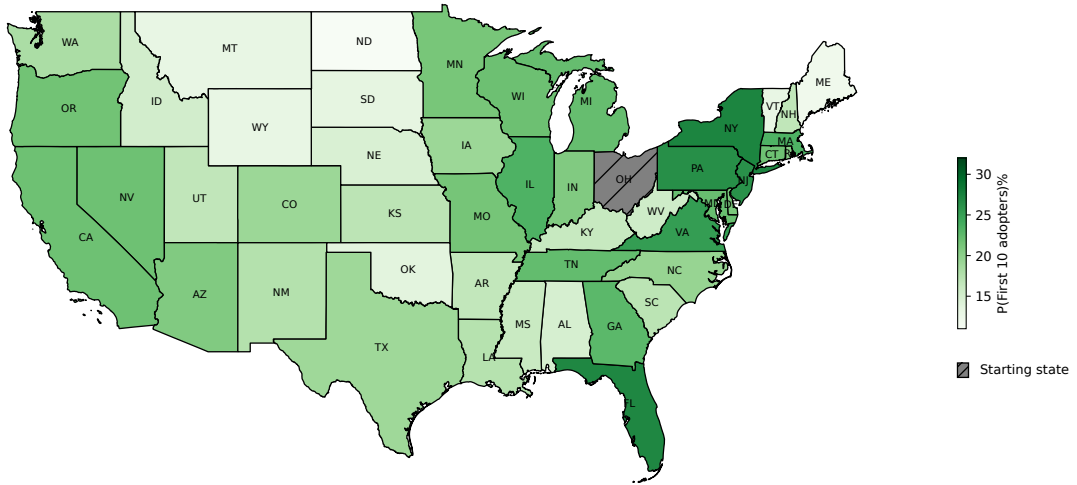 WA
MT
ND
MN
ME
OR
ID
SD
WI
MI
VT
NH
WY
NY
MA
NE
IA
CT
PA
NV
UT
CO
IL
IN
OH
NJ
KS
MO
WV
MD
DE
CA
KY
VA
AZ
NM
OK
TN
NC
AR
SC
MS
AL
GA
TX
LA
FL
30
25
20
15
P(First 10 adopters)%
Starting state